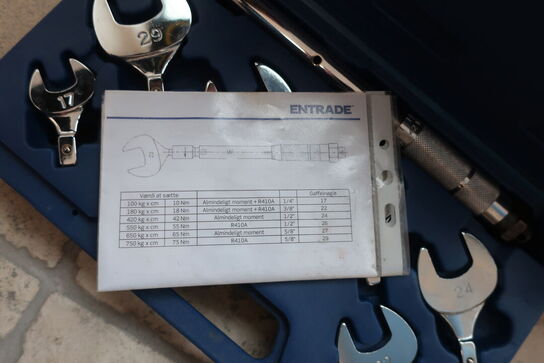 29
17
ENTRADE
Værdi at sætte Gaffelnøgle
100 kg x cm 10 Nm Almindeligt moment + R410A 1/4" 17
180 kg x cm 18 Nm Almindeligt moment + R410A 3/8" 22
420 kg x cm 42 Nm Almindeligt moment 1/2" 24
550 kg x cm 55 Nm R410A 1/2" 26
650 kg x cm 65 Nm Almindeligt moment 5/8" 27
750 kg x cm 75 Nm R410A 5/8" 29
24